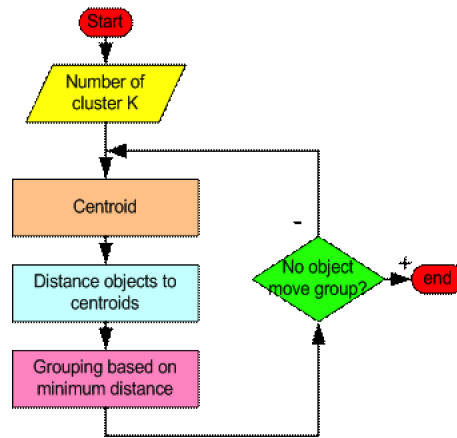 Start
Number of
cluster K
Centroid
Distance objects to
centroids
Grouping based on
minimum distance
-
No object
move group?
+
end